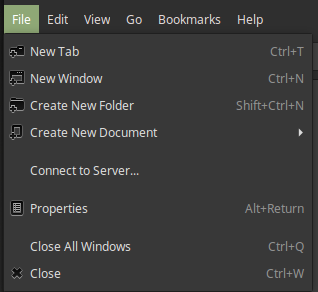 File Edit View Go Bookmarks Help
New Tab Ctrl+T
New Window Ctrl+N
Create New Folder Shift+Ctrl+N
Create New Document
Connect to Server...
Properties Alt+Return
Close All Windows Ctrl+Q
Close Ctrl+W